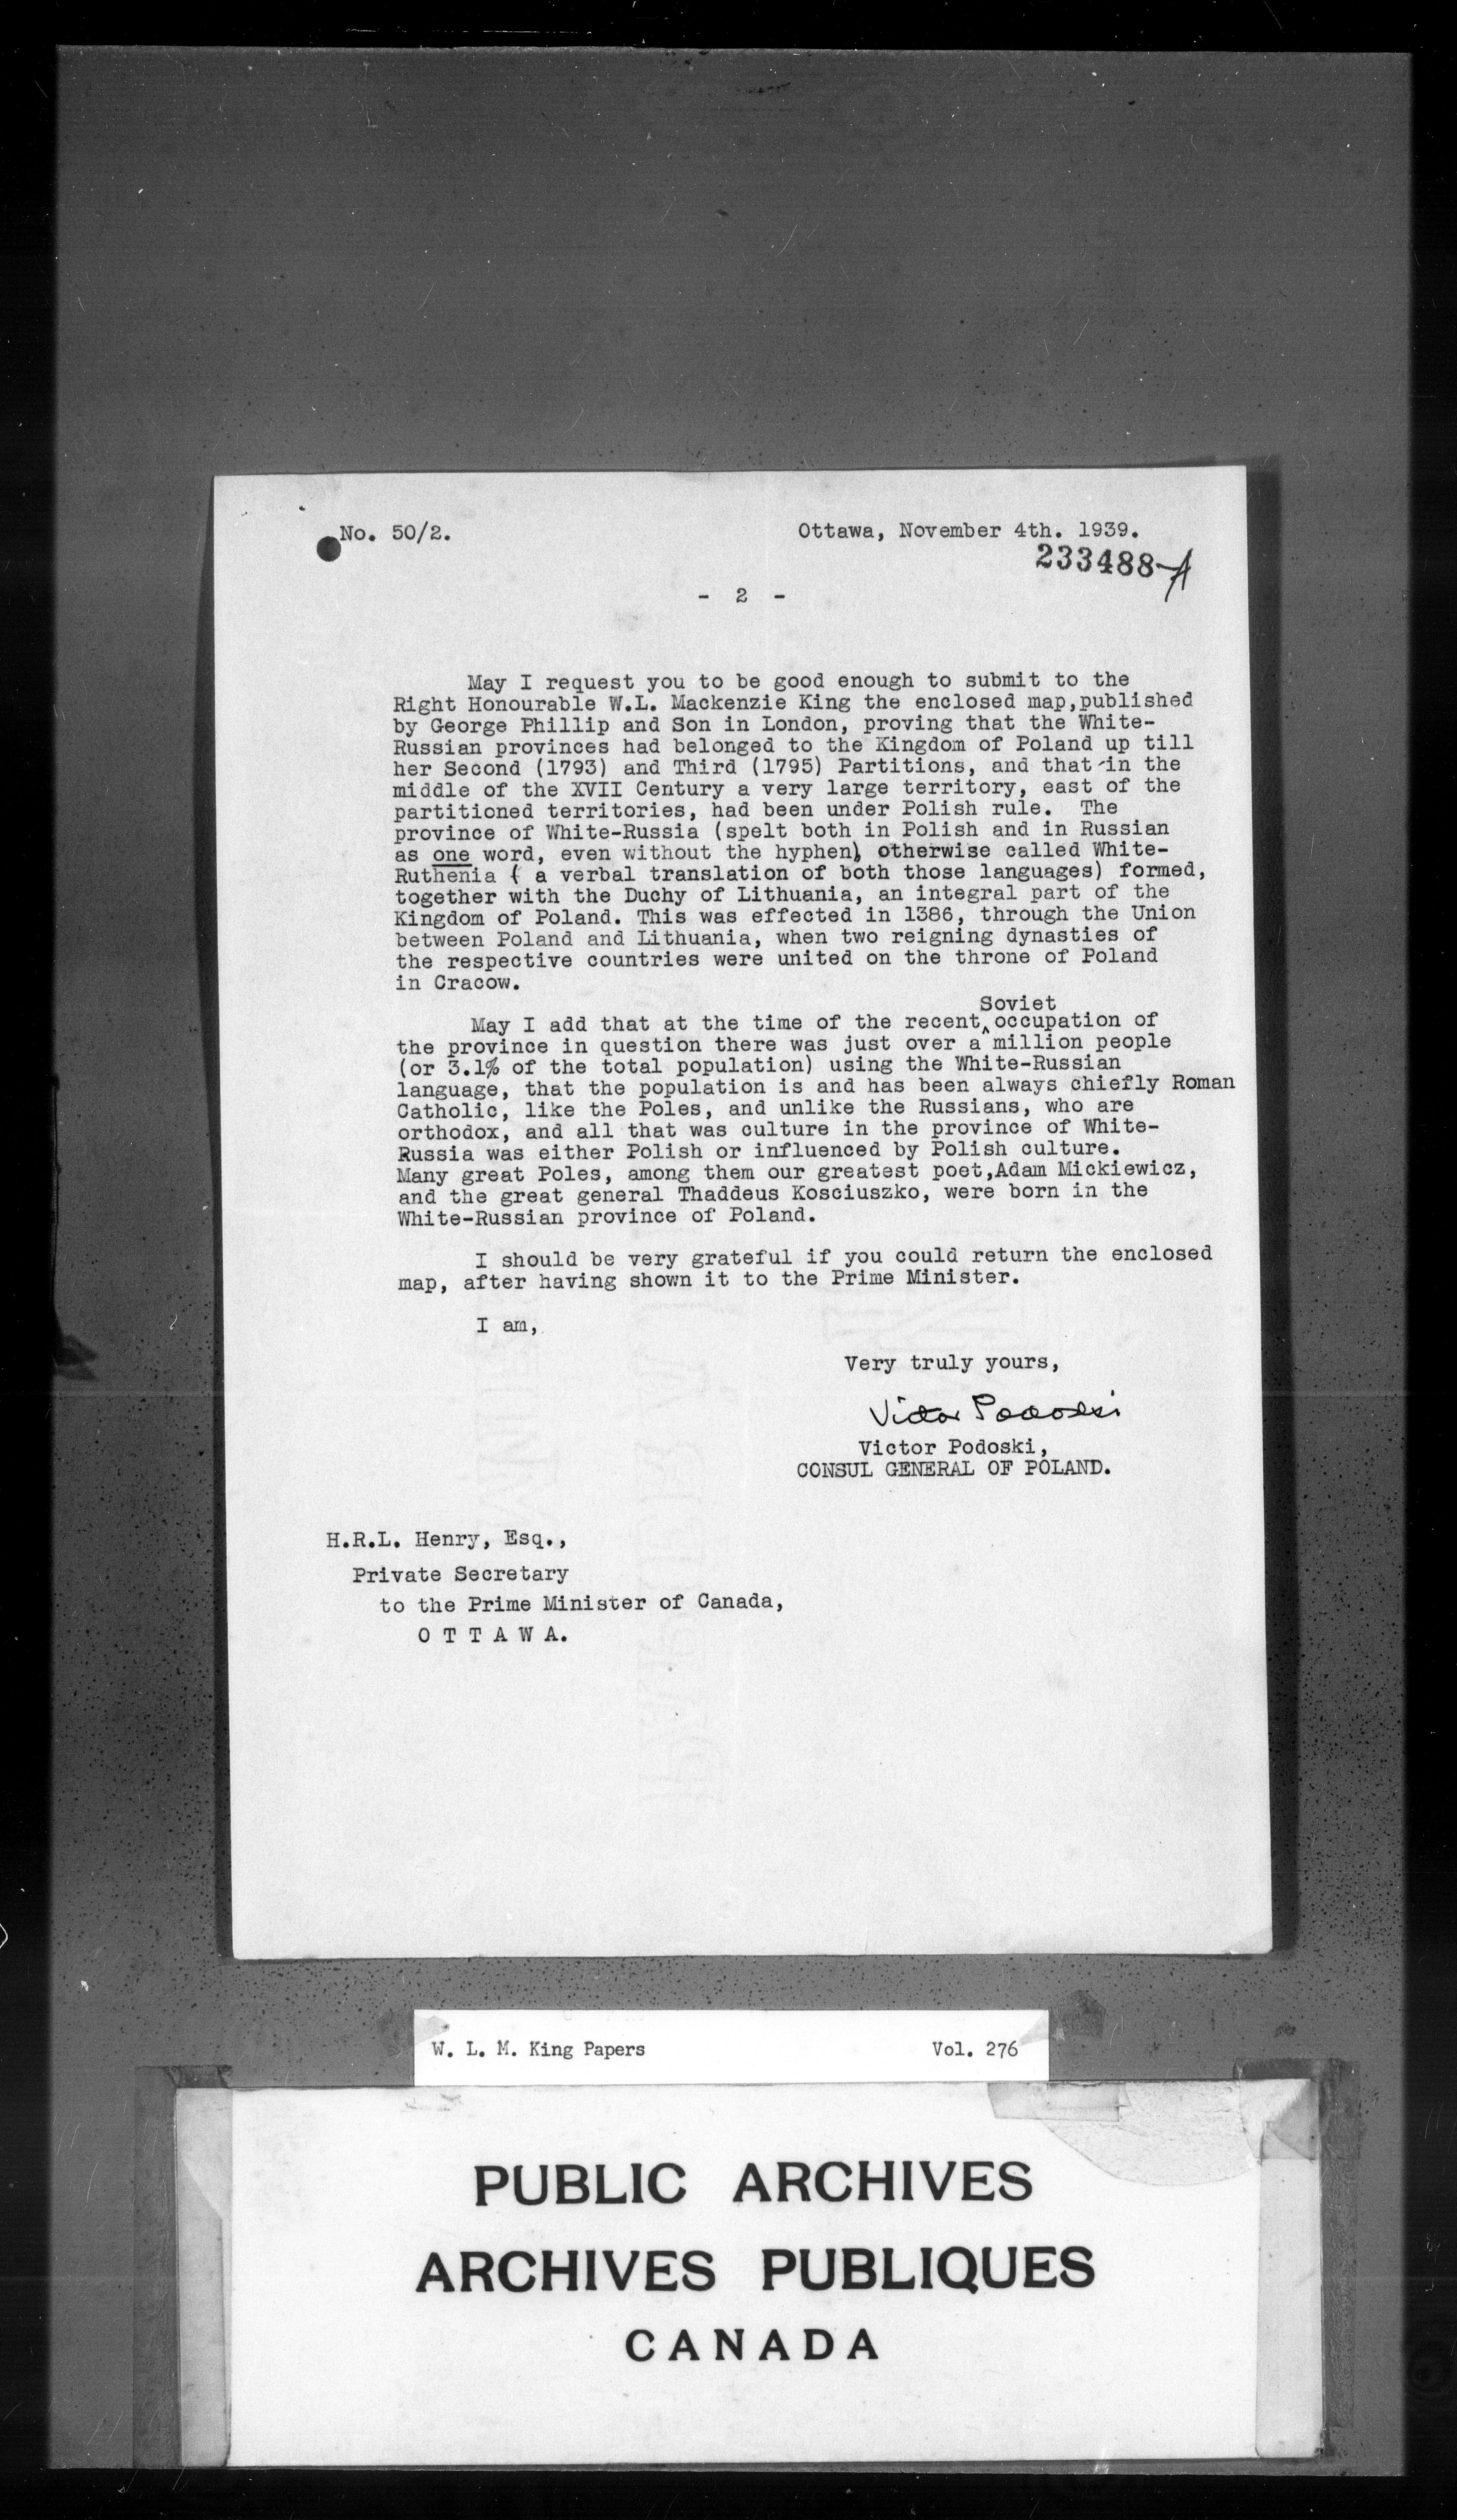 No. 50/2. Ottawa, November 4th. 1939.
233488-A
- 2 -
May I request you to be good enough to submit to the
Right Honourable W.L. Mackenzie King the enclosed map,published
by George Phillip and Son in London, proving that the White-
Russian provinces had belonged to the Kingdom of Poland up till
her Second (1793) and Third (1795) Partitions, and that in the
middle of the XVII Century a very large territory, east of the
partitioned territories, had been under Polish rule. The
province of White-Russia (spelt both in Polish and in Russian
as one word, even without the hyphen), otherwise called White-
Ruthenia ( a verbal translation of both those languages) formed,
together with the Duchy of Lithuania, an integral part of the
Kingdom of Poland. This was effected in 1386, through the Union
between Poland and Lithuania, when two reigning dynasties of
the respective countries were united on the throne of Poland
in Cracow.
Soviet
May I add that at the time of the recent‸occupation of
the province in question there was just over a million people
(or 3.1% of the total population) using the White-Russian
language, that the population is and has been always chiefly Roman
Catholic, like the Poles, and unlike the Russians, who are
orthodox, and all that was culture in the province of White-
Russia was either Polish or influenced by Polish culture.
Many great Poles, among them our greatest poet,Adam Mickiewicz,
and the great general Thaddeus Kosciuszko, were born in the
White-Russian province of Poland.
I should be very grateful if you could return the enclosed
map, after having shown it to the Prime Minister.
I am,
Very truly yours,
Victor Podoski
Victor Podoski,
CONSUL GENERAL OF POLAND.
H.R.L. Henry, Esq.,
Private Secretary
to the Prime Minister of Canada,
O T T A W A.
W. L. M. King Papers Vol. 276
PUBLIC ARCHIVES
ARCHIVES PUBLIQUES
CANADA